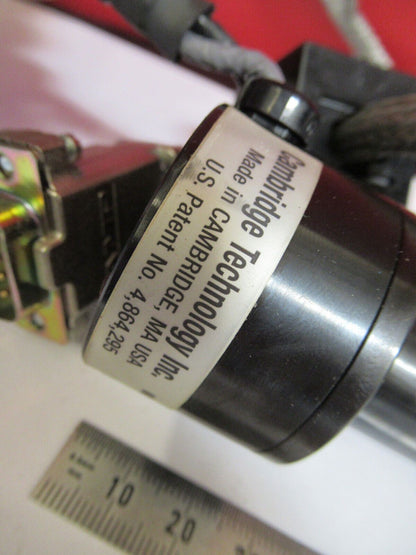 Cambridge Technology Inc,
Made in CAMBRIDGE, MA USA
U.S. Patent No. 4,864,295
10 20